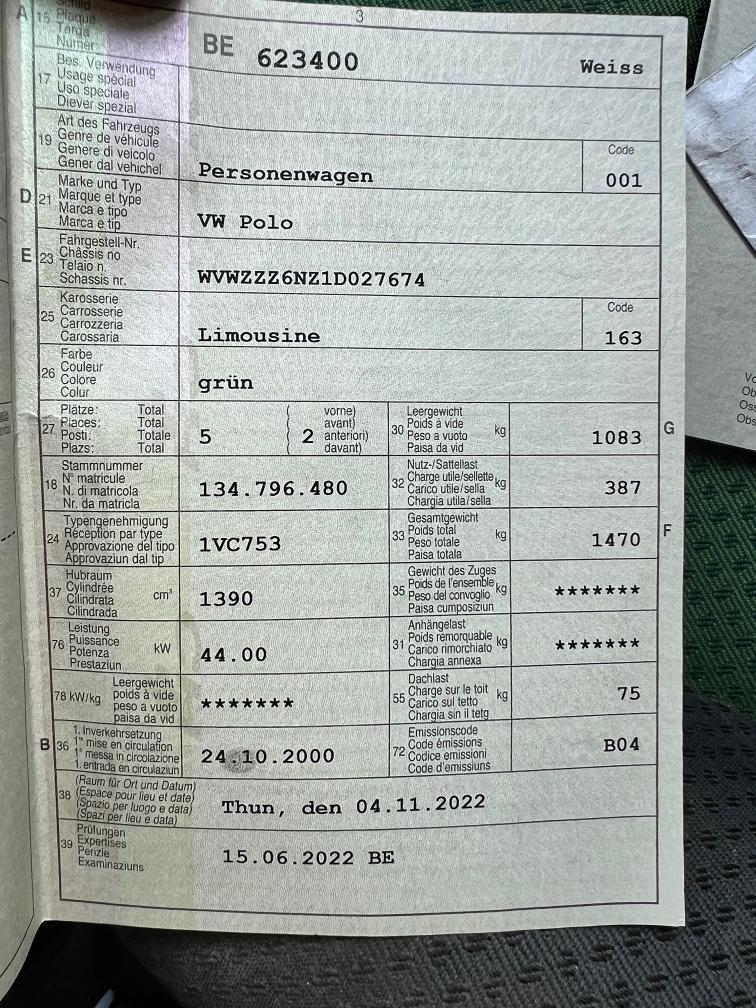 3
A 15 Schild
Plaque
Targa
Numer
BE 623400 Weiss
17 Bes. Verwendung
Usage spécial
Uso speciale
Diever spezial
19 Art des Fahrzeugs
Genre de véhicule
Genere di veicolo
Gener dal vehichel
Personenwagen
Code
001
D 21 Marke und Typ
Marque et type
Marca e tipo
Marca e tip
VW Polo
E 23 Fahrgestell-Nr.
Châssis no
Telaio n.
Schassis nr.
WVWZZZ6NZ1D027674
25 Karosserie
Carrosserie
Carrozzeria
Carossaria
Limousine
Code
163
26 Farbe
Couleur
Colore
Colur
grün
27 Plätze: Total
Places: Total
Posti: Totale
Plazs: Total
5
( 2 vorne)
avant)
anteriori)
davant)
30 Leergewicht
Poids à vide
Peso a vuoto
Paisa da vid
kg
1083
G
18 Stammnummer
N° matricule
N. di matricola
Nr. da matricla
134.796.480
32 Nutz-/Sattellast
Charge utile/sellette
Carico utile/sella
Chargia utila/sella
kg
387
24 Typengenehmigung
Réception par type
Approvazione del tipo
Approvaziun dal tip
1VC753
33 Gesamtgewicht
Poids total
Peso totale
Paisa totala
kg
1470
F
37 Hubraum
Cylindrée
Cilindrata
Cilindrada
cm³
1390
35 Gewicht des Zuges
Poids de l'ensemble
Peso del convoglio
Paisa cumposiziun
kg
*******
76 Leistung
Puissance
Potenza
Prestaziun
kW
44.00
31 Anhängelast
Poids remorquable
Carico rimorchiato
Chargia annexa
kg
*******
78 kW/kg Leergewicht
poids à vide
peso a vuoto
paisa da vid
*******
55 Dachlast
Charge sur le toit
Carico sul tetto
Chargia sin il tetg
kg
75
B 36 1. Inverkehrsetzung
1re mise en circulation
1a messa in circolazione
1. entrada en circulaziun
24.10.2000
72 Emissionscode
Code émissions
Codice emissioni
Code d'emissiuns
B04
38 (Raum für Ort und Datum)
(Espace pour lieu et date)
(Spazio per luogo e data)
(Spazi per lieu e data)
Thun, den 04.11.2022
39 Prüfungen
Expertises
Perizie
Examinaziuns
15.06.2022 BE